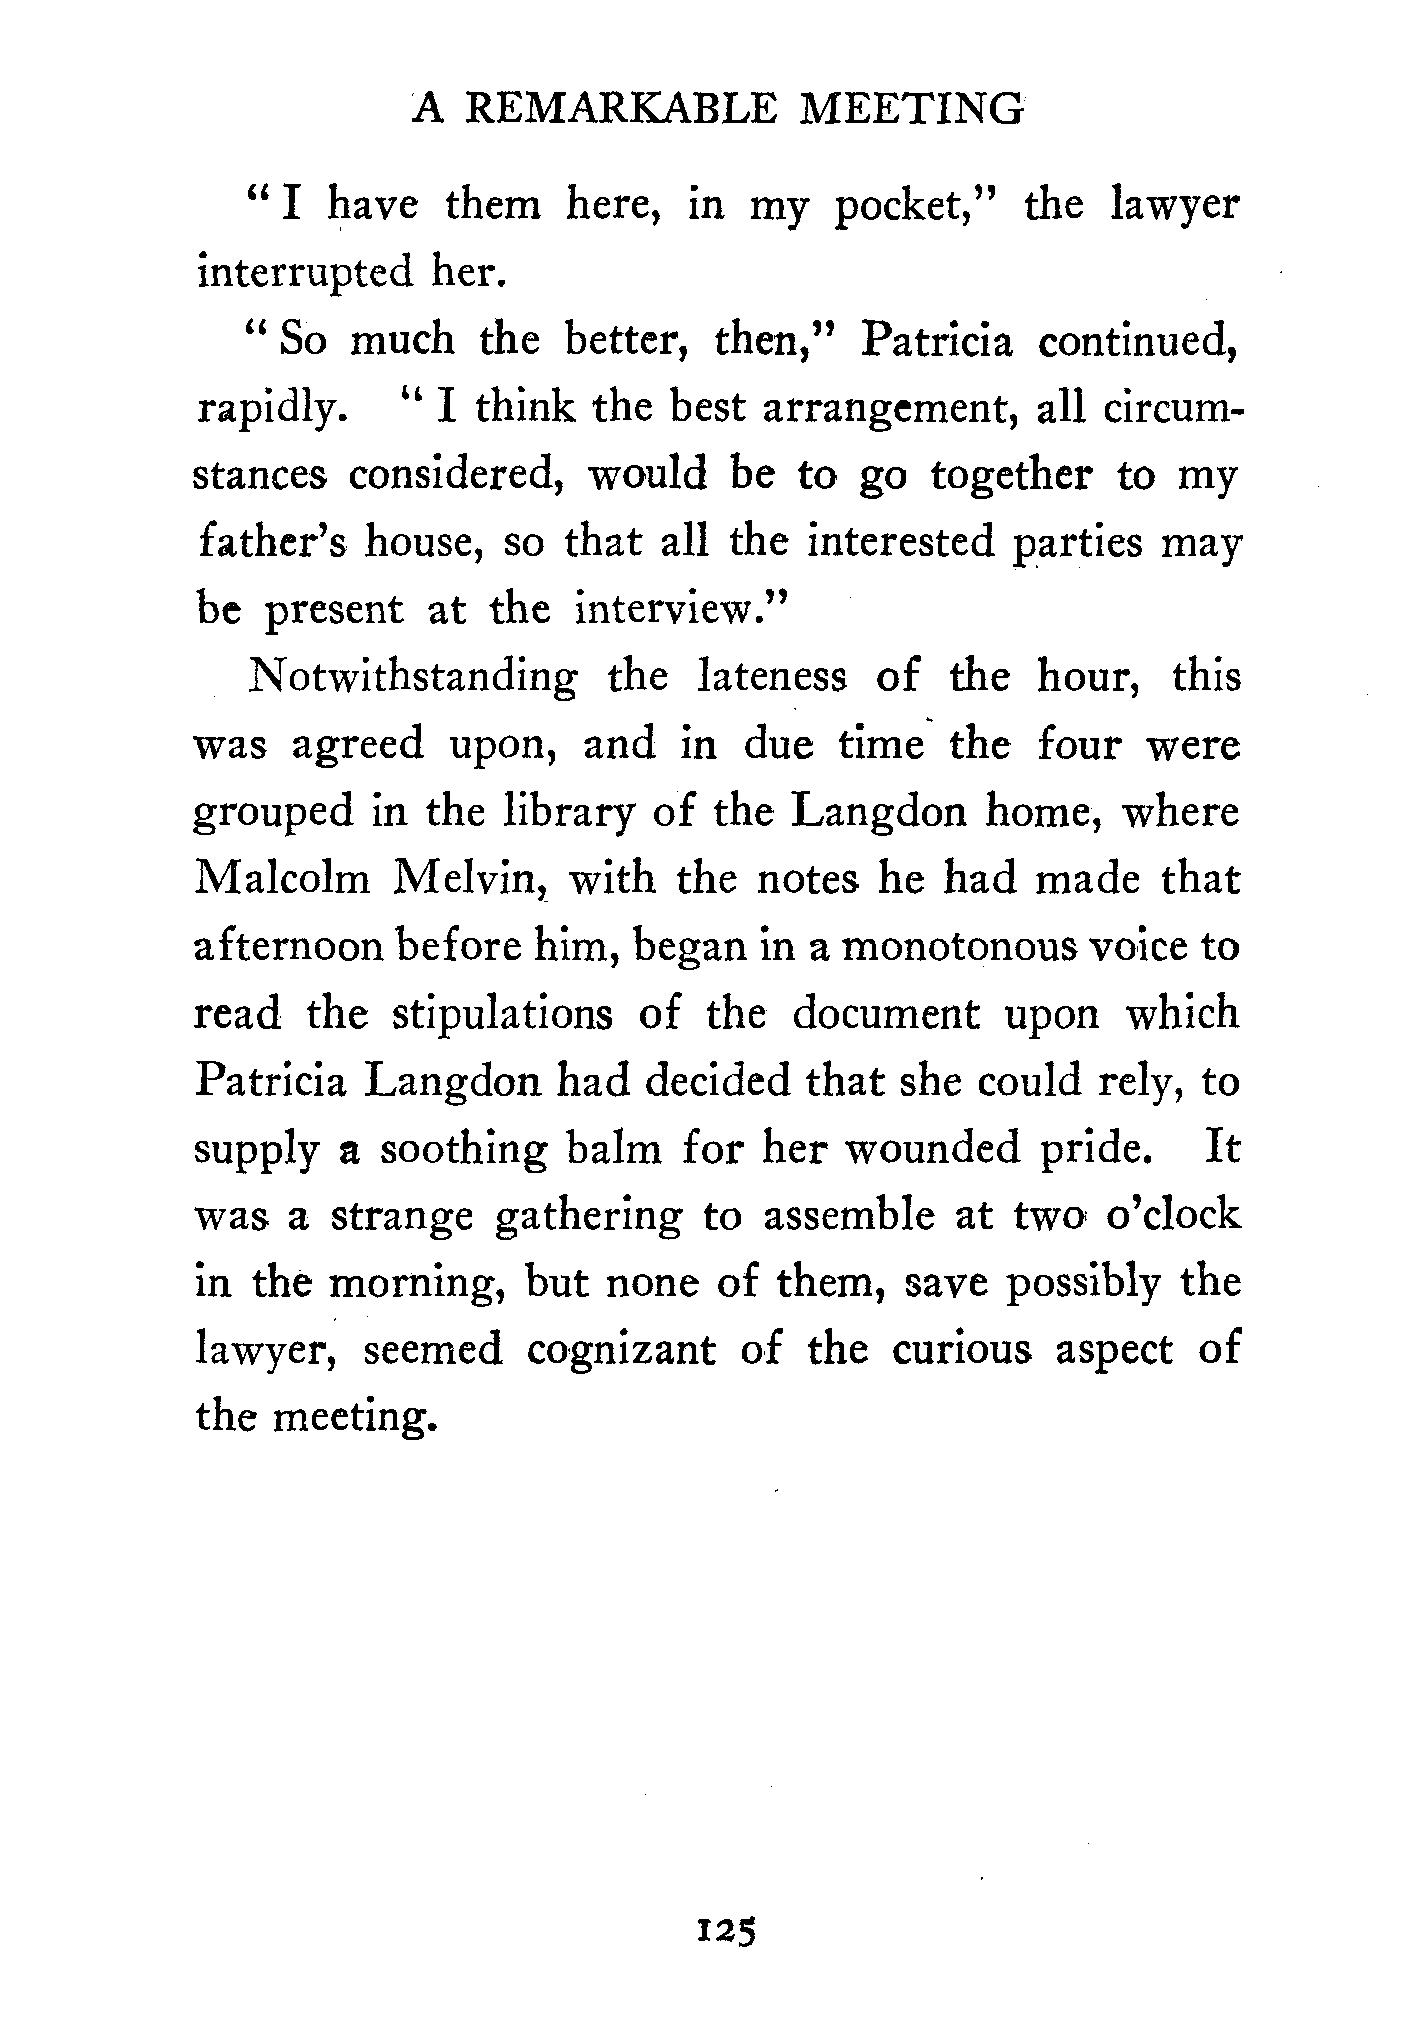 A REMARKABLE MEETING
" I have them here, in my pocket," the lawyer
interrupted her.
" So much the better, then," Patricia continued,
rapidly. " I think the best arrangement, all circum-
stances considered, would be to go together to my
father's house, so that all the interested parties may
be present at the interview."
Notwithstanding the lateness of the hour, this
was agreed upon, and in due time the four were
grouped in the library of the Langdon home, where
Malcolm Melvin, with the notes he had made that
afternoon before him, began in a monotonous voice to
read the stipulations of the document upon which
Patricia Langdon had decided that she could rely, to
supply a soothing balm for her wounded pride. It
was a strange gathering to assemble at two o'clock
in the morning, but none of them, save possibly the
lawyer, seemed cognizant of the curious aspect of
the meeting.
125